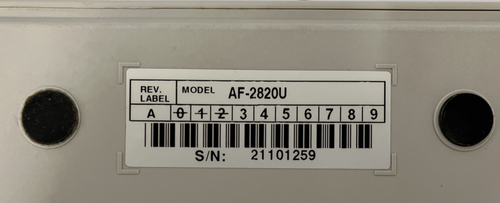 REV. LABEL MODEL AF-2820U
A 0 1 2 3 4 5 6 7 8 9
S/N: 21101259